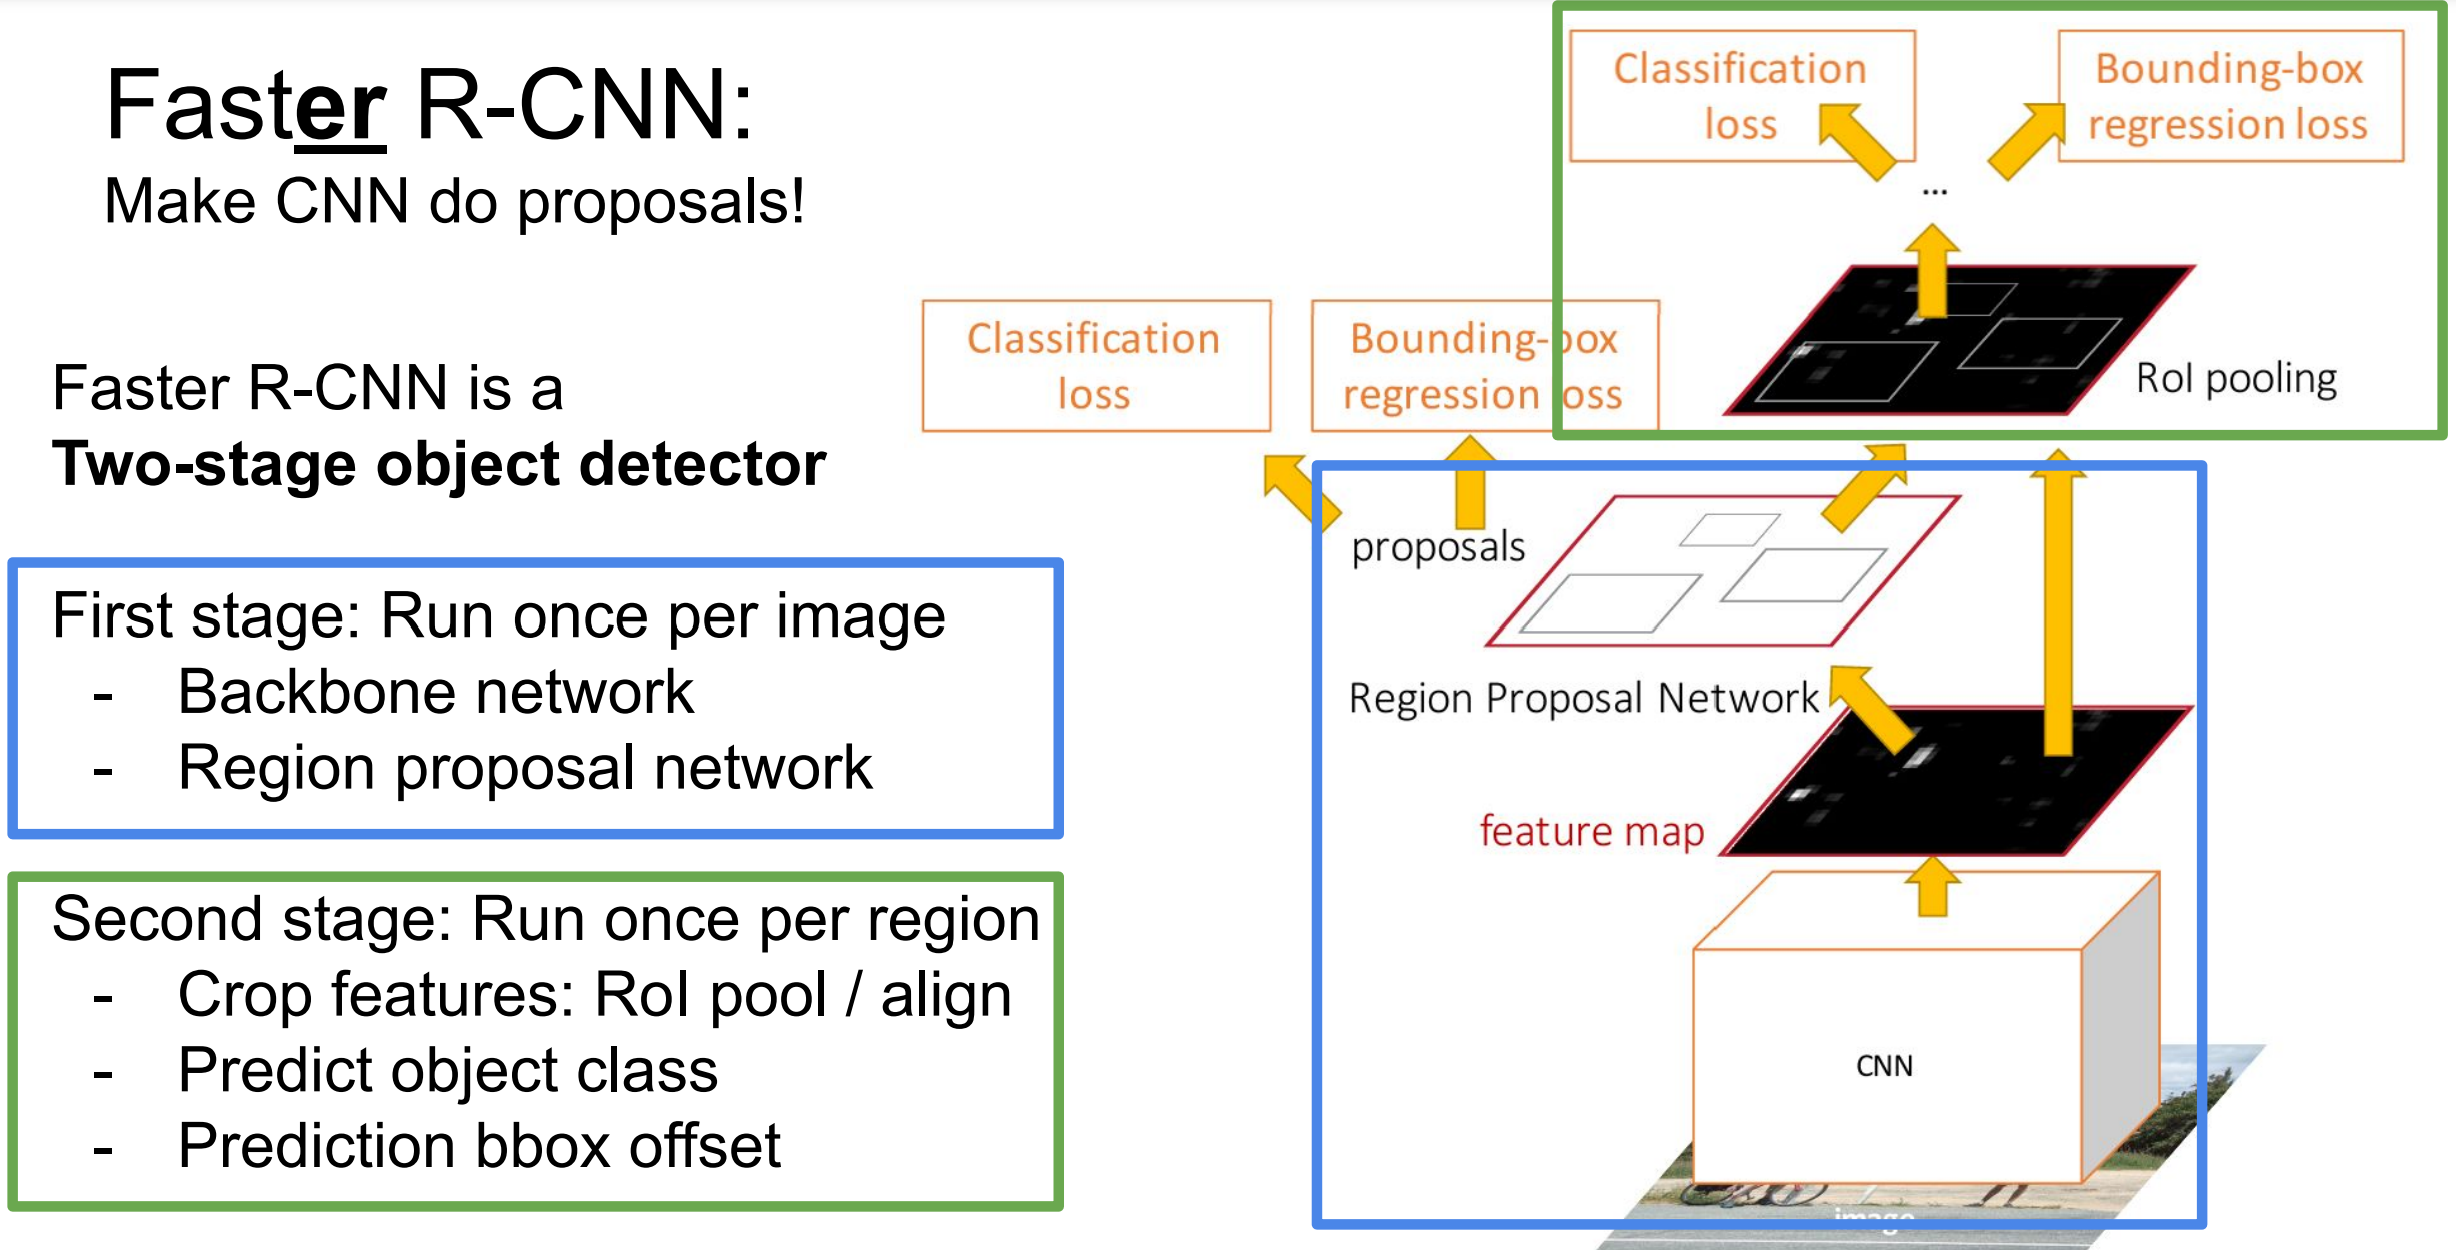 Faster R-CNN:
Make CNN do proposals!
Faster R-CNN is a
Two-stage object detector
First stage: Run once per image
- Backbone network
- Region proposal network
Second stage: Run once per region
- Crop features: RoI pool / align
- Predict object class
- Prediction bbox offset
Classification
loss
Bounding-box
regression loss
...
RoI pooling
Classification
loss
Bounding-box
regression loss
proposals
Region Proposal Network
feature map
CNN
image